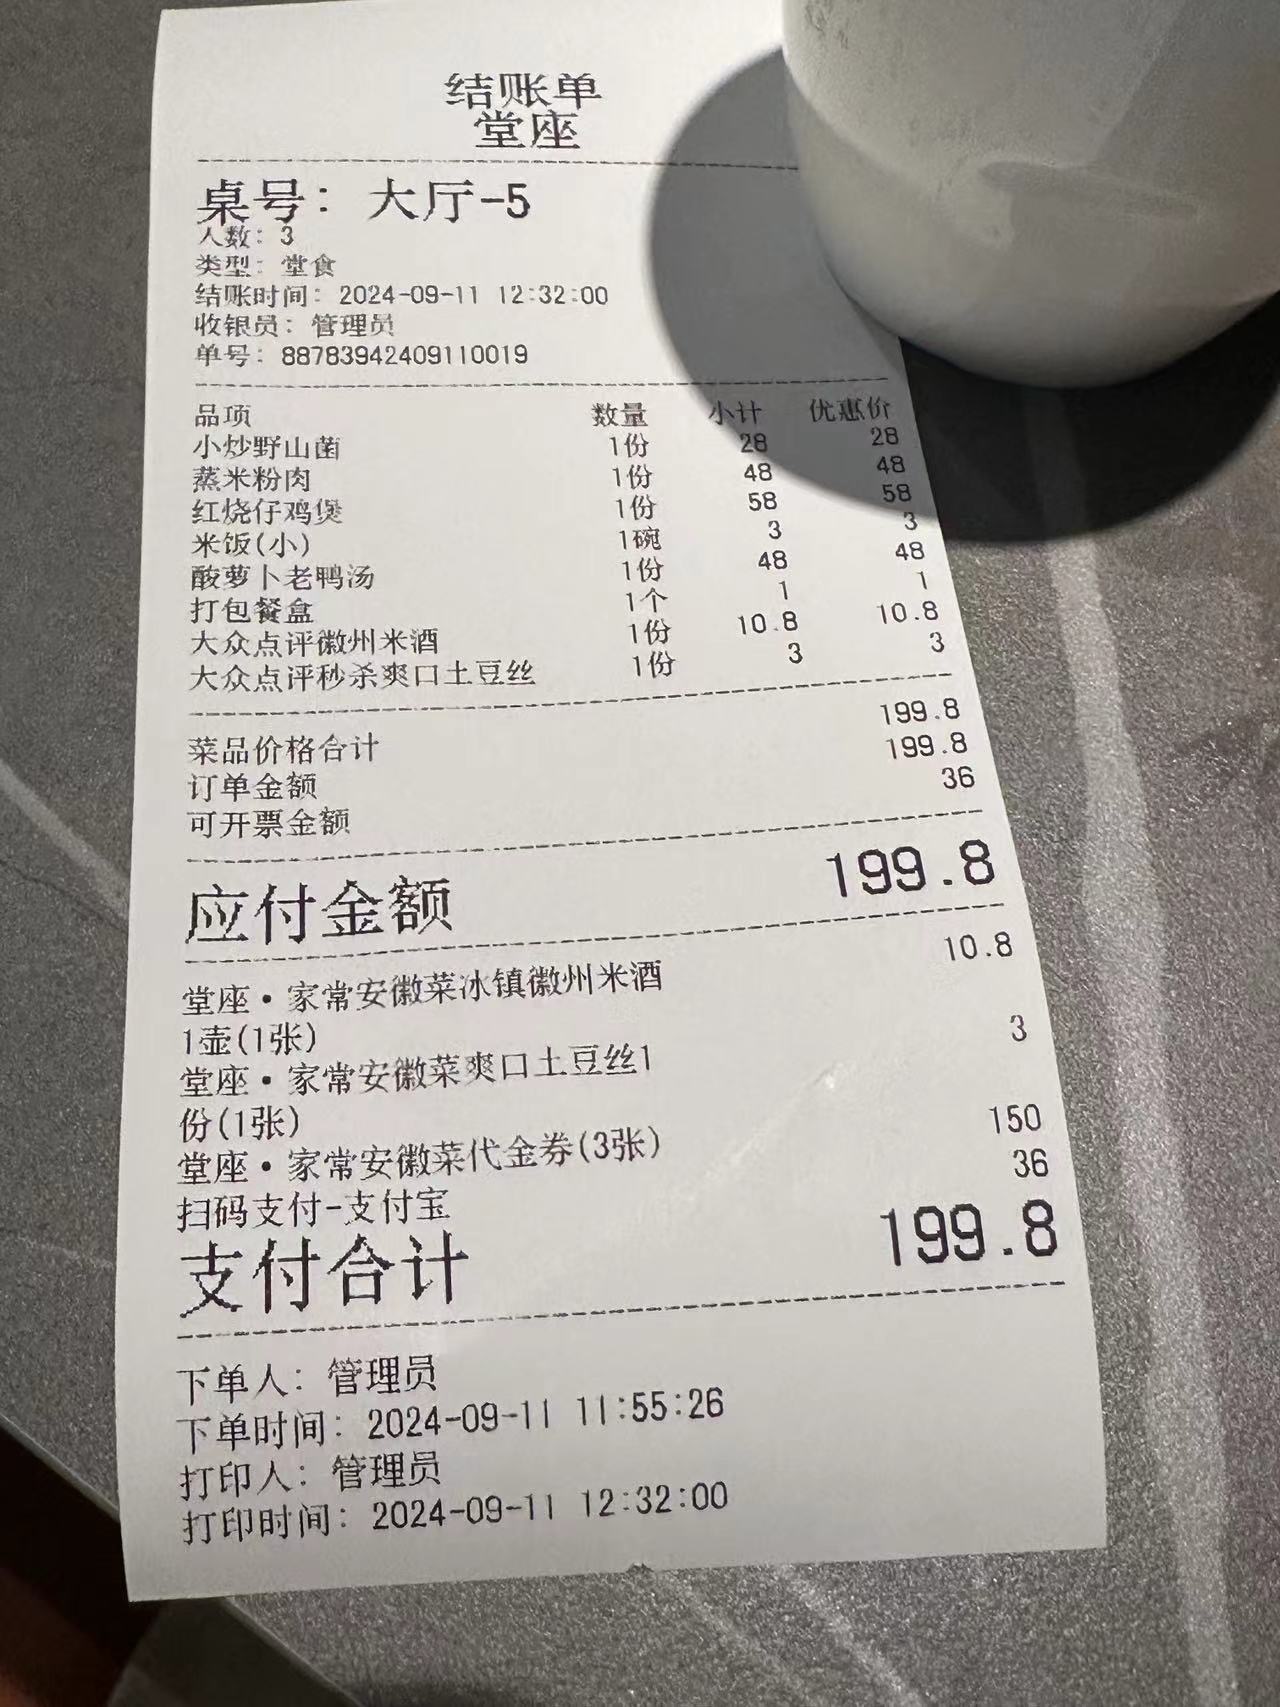 结账单
堂座
桌号: 大厅-5
人数: 3
类型: 堂食
结账时间: 2024-09-11 12:32:00
收银员: 管理员
单号: 88783942409110019
品项 数量 小计 优惠价
小炒野山菌 1份 28 28
蒸米粉肉 1份 48 48
红烧仔鸡煲 1份 58 58
米饭(小) 1碗 3 3
酸萝卜老鸭汤 1份 48 48
打包餐盒 1个 1 1
大众点评徽州米酒 1份 10.8 10.8
大众点评秒杀爽口土豆丝 1份 3 3
菜品价格合计 199.8
订单金额 199.8
可开票金额 36
应付金额 199.8
堂座·家常安徽菜冰镇徽州米酒 10.8
1壶(1张)
堂座·家常安徽菜爽口土豆丝1 3
份(1张)
堂座·家常安徽菜代金券(3张) 150
扫码支付-支付宝 36
支付合计 199.8
下单人: 管理员
下单时间: 2024-09-11 11:55:26
打印人: 管理员
打印时间: 2024-09-11 12:32:00